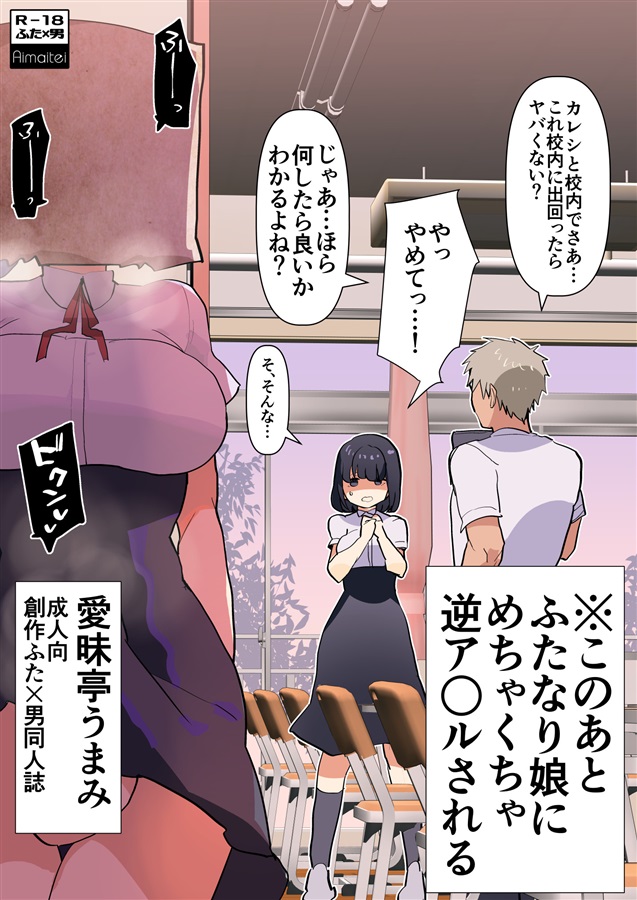 R-18
ふた×男
Aimaitei
カレシと校内でさあ…
これ校内に出回ったら
ヤバくない?
やっ
やめてっ……!
じゃあ…ほら
何したら良いか
わかるよね?
そ、そんな…
ふーっ
ふーっ
ビクンッ
※このあと
ふたなり娘に
めちゃくちゃ
逆ア〇ルされる
愛昧亭うまみ
成人向
創作ふた×男同人誌